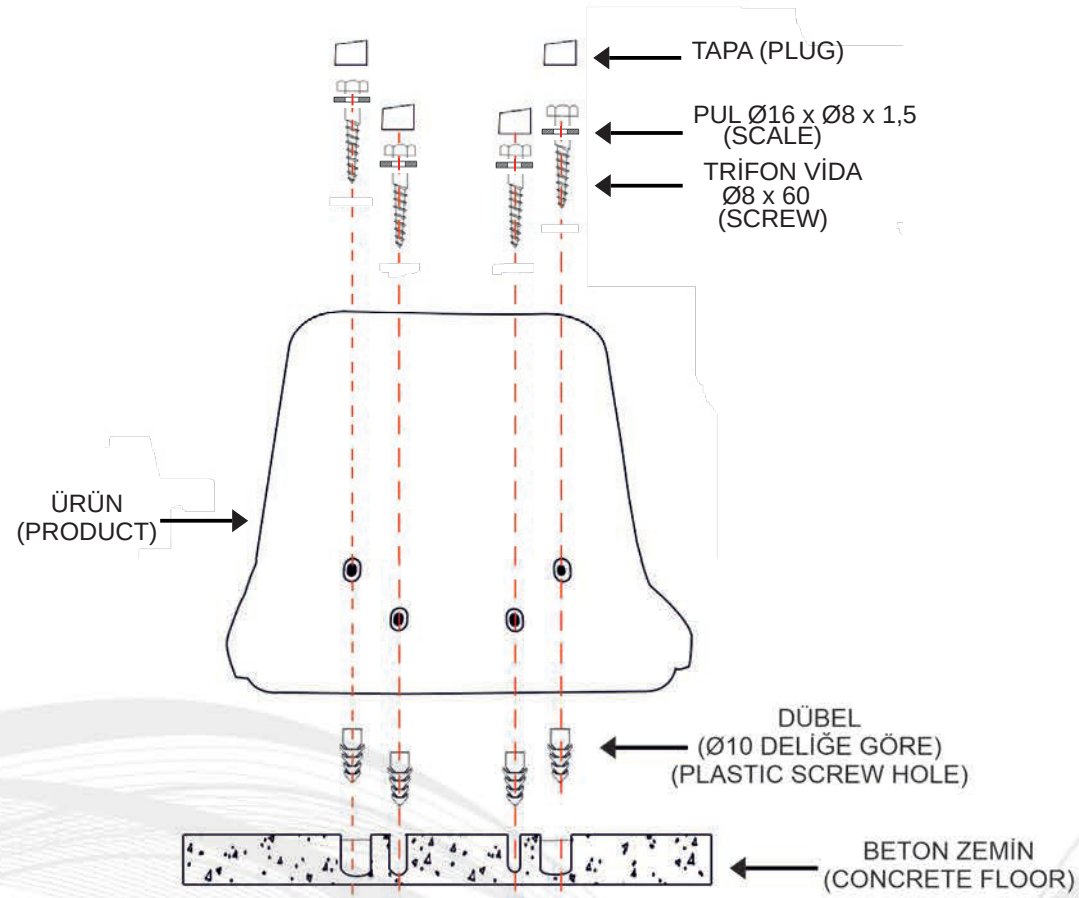 TAPA (PLUG)
PUL Ø16 x Ø8 x 1,5
(SCALE)
TRİFON VİDA
Ø8 x 60
(SCREW)
ÜRÜN
(PRODUCT)
DÜBEL
(Ø10 DELİĞE GÖRE)
(PLASTIC SCREW HOLE)
BETON ZEMİN
(CONCRETE FLOOR)